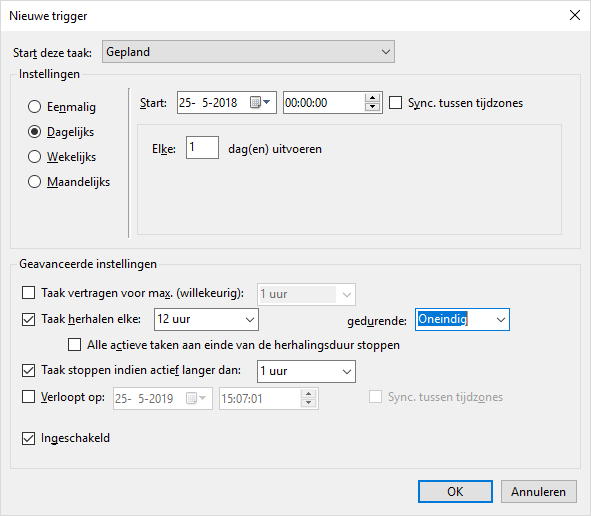 Nieuwe trigger
Start deze taak: Gepland
Instellingen
Eenmalig
Dagelijks
Wekelijks
Maandelijks
Start: 25- 5-2018 00:00:00 Sync. tussen tijdzones
Elke: 1 dag(en) uitvoeren
Geavanceerde instellingen
Taak vertragen voor max. (willekeurig): 1 uur
Taak herhalen elke: 12 uur gedurende: Oneindig
Alle actieve taken aan einde van de herhalingsduur stoppen
Taak stoppen indien actief langer dan: 1 uur
Verloopt op: 25- 5-2019 15:07:01 Sync. tussen tijdzones
Ingeschakeld
OK Annuleren